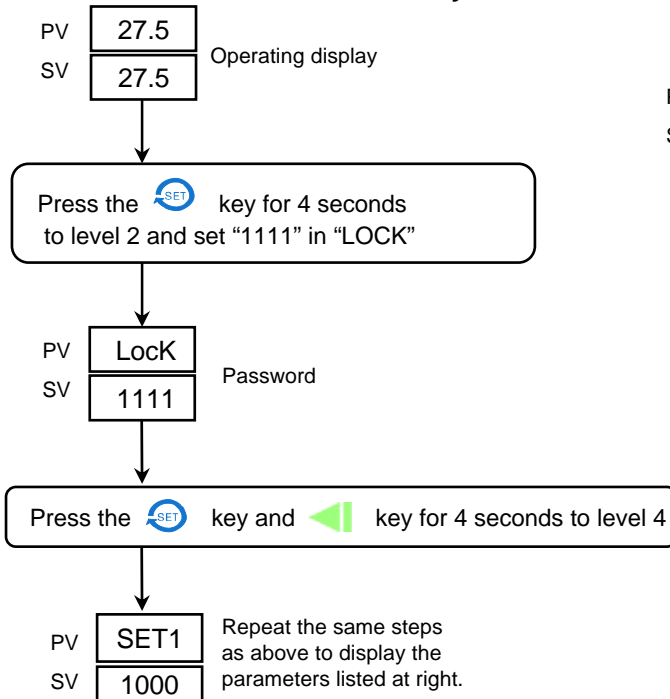 PV 27.5
SV 27.5
Operating display
Press the SET key for 4 seconds
to level 2 and set “1111” in “LOCK”
PV LocK
SV 1111
Password
Press the SET key and key for 4 seconds to level 4
PV SET1
SV 1000
Repeat the same steps
as above to display the
parameters listed at right.